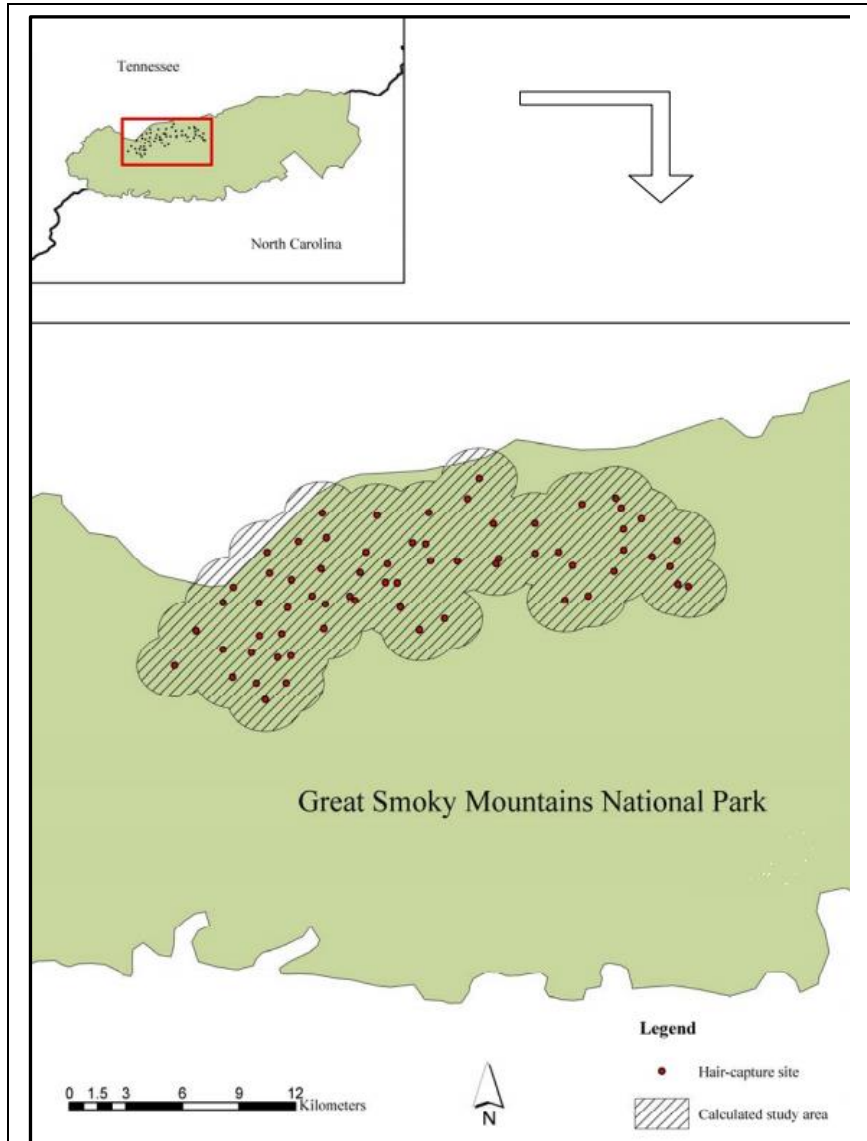 Tennessee
North Carolina
Great Smoky Mountains National Park
Legend
Hair-capture site
Calculated study area
0 1.5 3 6 9 12
Kilometers
N